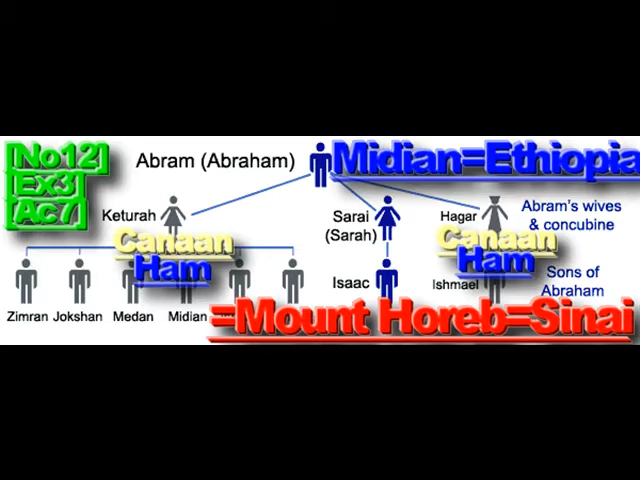 [No12]
[Ex3]
[Ac7]
Abram (Abraham)
Midian=Ethiopia
Keturah
Sarai
(Sarah)
Hagar
Abram's wives
& concubine
Canaan
Ham
Canaan
Ham
Isaac
Ishmael
Sons of
Abraham
Zimran Jokshan Medan Midian
=Mount Horeb=Sinai